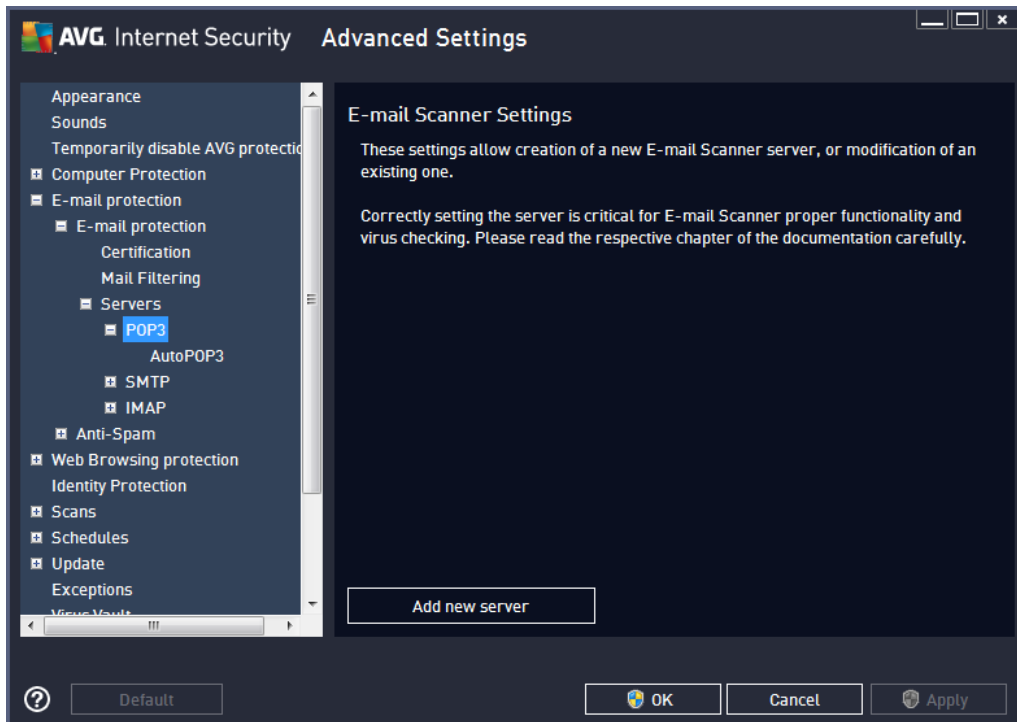 AVG. Internet Security Advanced Settings
Appearance
Sounds
Temporarily disable AVG protectio
Computer Protection
E-mail protection
E-mail protection
Certification
Mail Filtering
Servers
POP3
AutoPOP3
SMTP
IMAP
Anti-Spam
Web Browsing protection
Identity Protection
Scans
Schedules
Update
Exceptions
Virus Vault
E-mail Scanner Settings
These settings allow creation of a new E-mail Scanner server, or modification of an
existing one.
Correctly setting the server is critical for E-mail Scanner proper functionality and
virus checking. Please read the respective chapter of the documentation carefully.
Add new server
Default
OK
Cancel
Apply